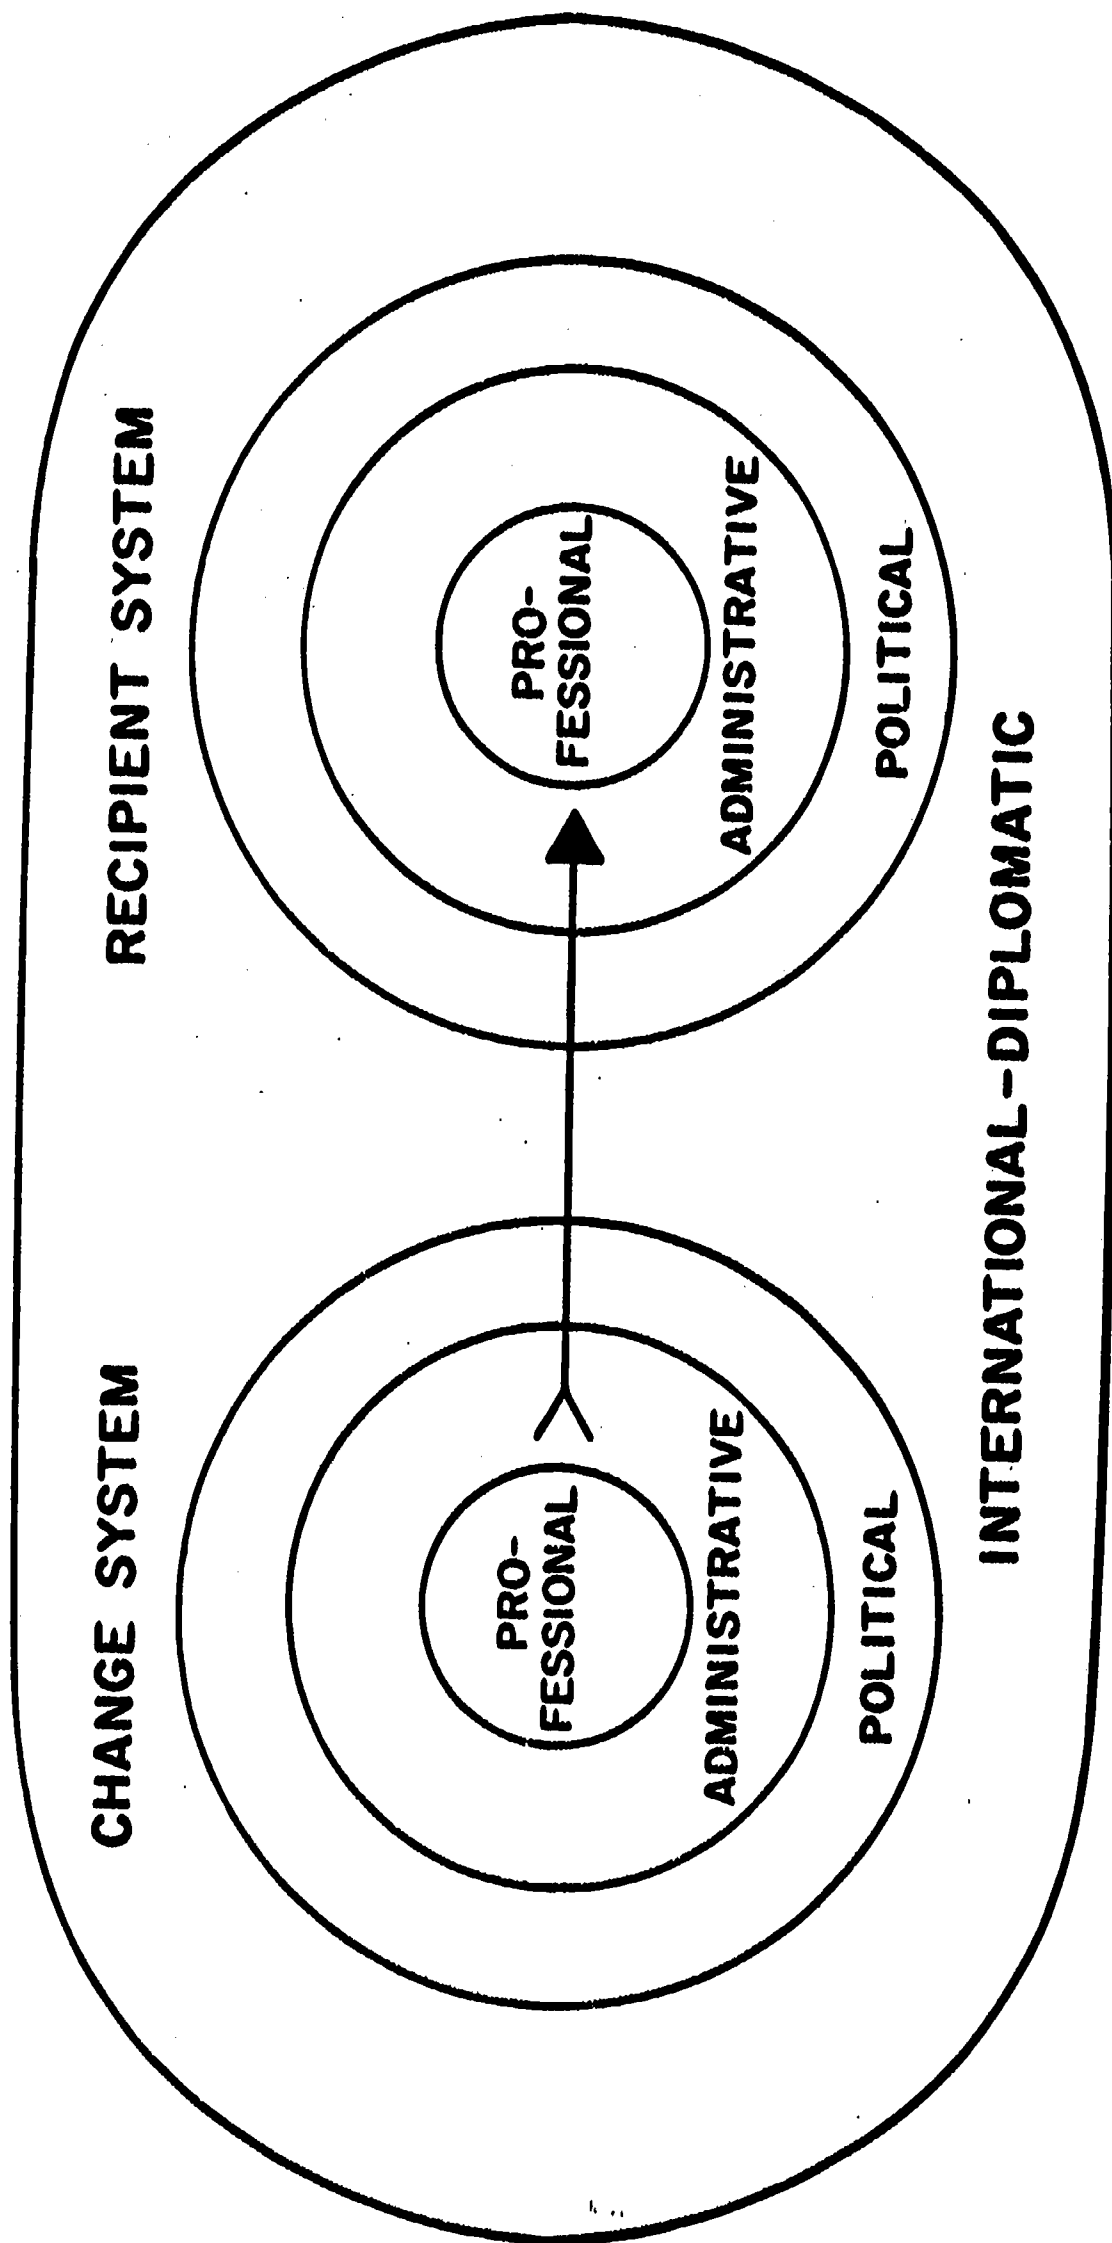 CHANGE SYSTEM
RECIPIENT SYSTEM
PRO-
FESSIONAL
ADMINISTRATIVE
POLITICAL
PRO-
FESSIONAL
ADMINISTRATIVE
POLITICAL
INTERNATIONAL-DIPLOMATIC